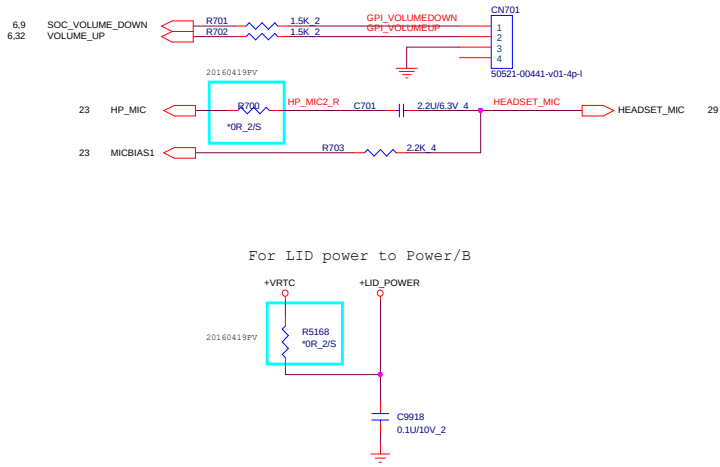 CN701
6,9 SOC_VOLUME_DOWN R701 1.5K_2 GPI_VOLUMEDOWN 1
6,32 VOLUME_UP R702 1.5K_2 GPI_VOLUMEUP 2
3
4
50521-00441-v01-4p-l
20160419PV
23 HP_MIC R700 HP_MIC2_R C701 2.2U/6.3V_4 HEADSET_MIC HEADSET_MIC 29
*0R_2/S
23 MICBIAS1 R703 2.2K_4
For LID power to Power/B
+VRTC +LID_POWER
20160419PV R5168
*0R_2/S
C9918
0.1U/10V_2